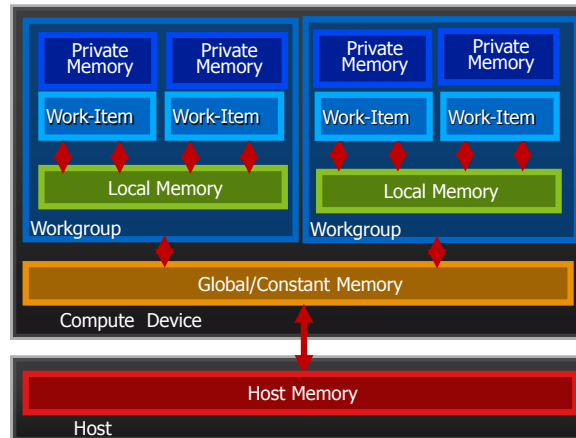 Private
Memory
Private
Memory
Private
Memory
Private
Memory
Work-Item
Work-Item
Work-Item
Work-Item
Local Memory
Local Memory
Workgroup
Workgroup
Global/Constant Memory
Compute Device
Host Memory
Host